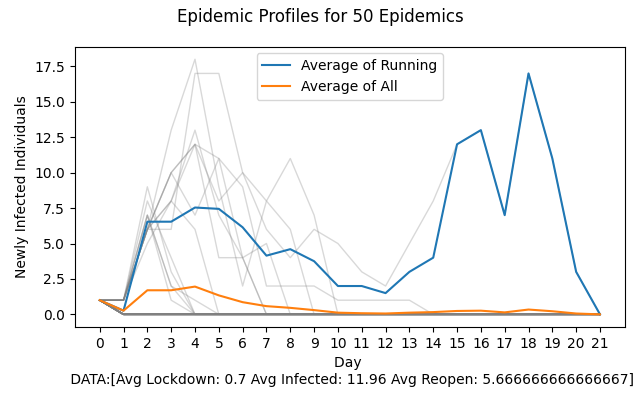 Epidemic Profiles for 50 Epidemics
Average of Running
Average of All
Newly Infected Individuals
17.5
15.0
12.5
10.0
7.5
5.0
2.5
0.0
0 1 2 3 4 5 6 7 8 9 10 11 12 13 14 15 16 17 18 19 20 21
Day
DATA:[Avg Lockdown: 0.7 Avg Infected: 11.96 Avg Reopen: 5.666666666666667]